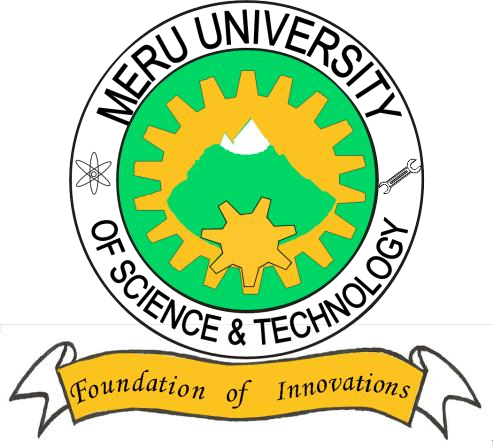 MERU UNIVERSITY
OF SCIENCE & TECHNOLOGY
Foundation of Innovations